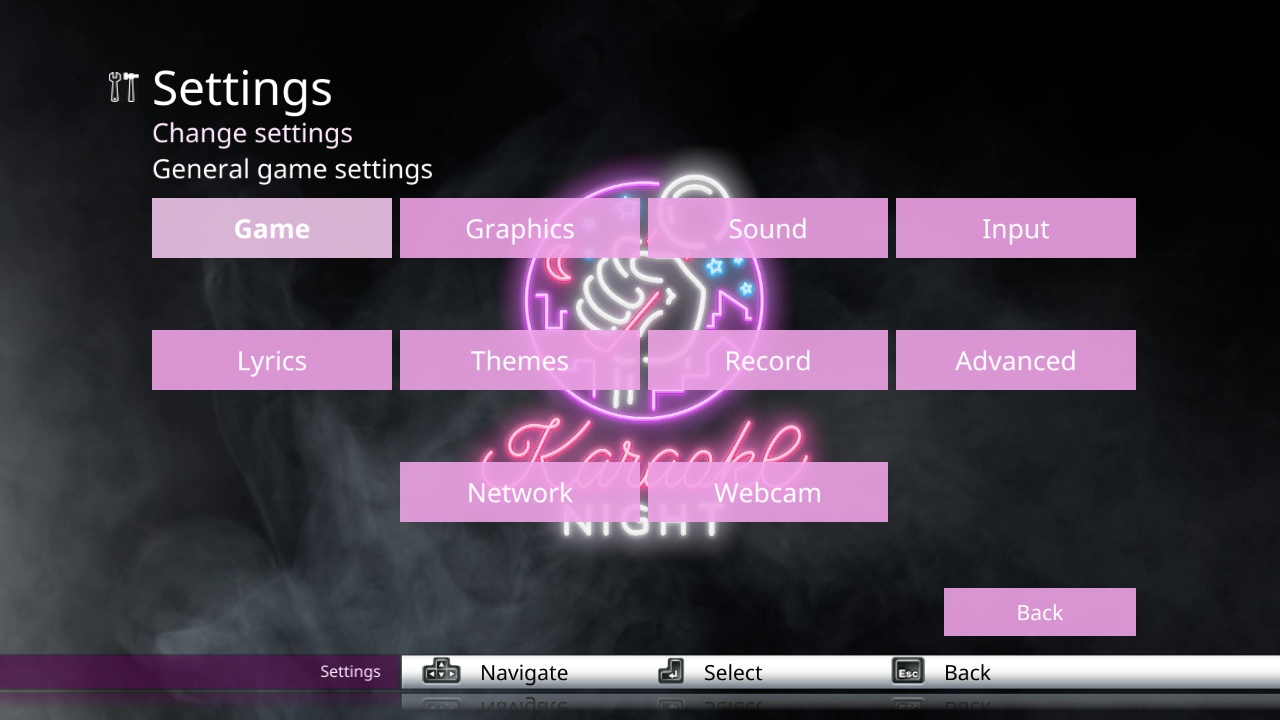 Settings
Change settings
General game settings
Game Graphics Sound Input
Lyrics Themes Record Advanced
Karaoke
Network Webcam
NIGHT
Back
Settings Navigate Select Esc Back